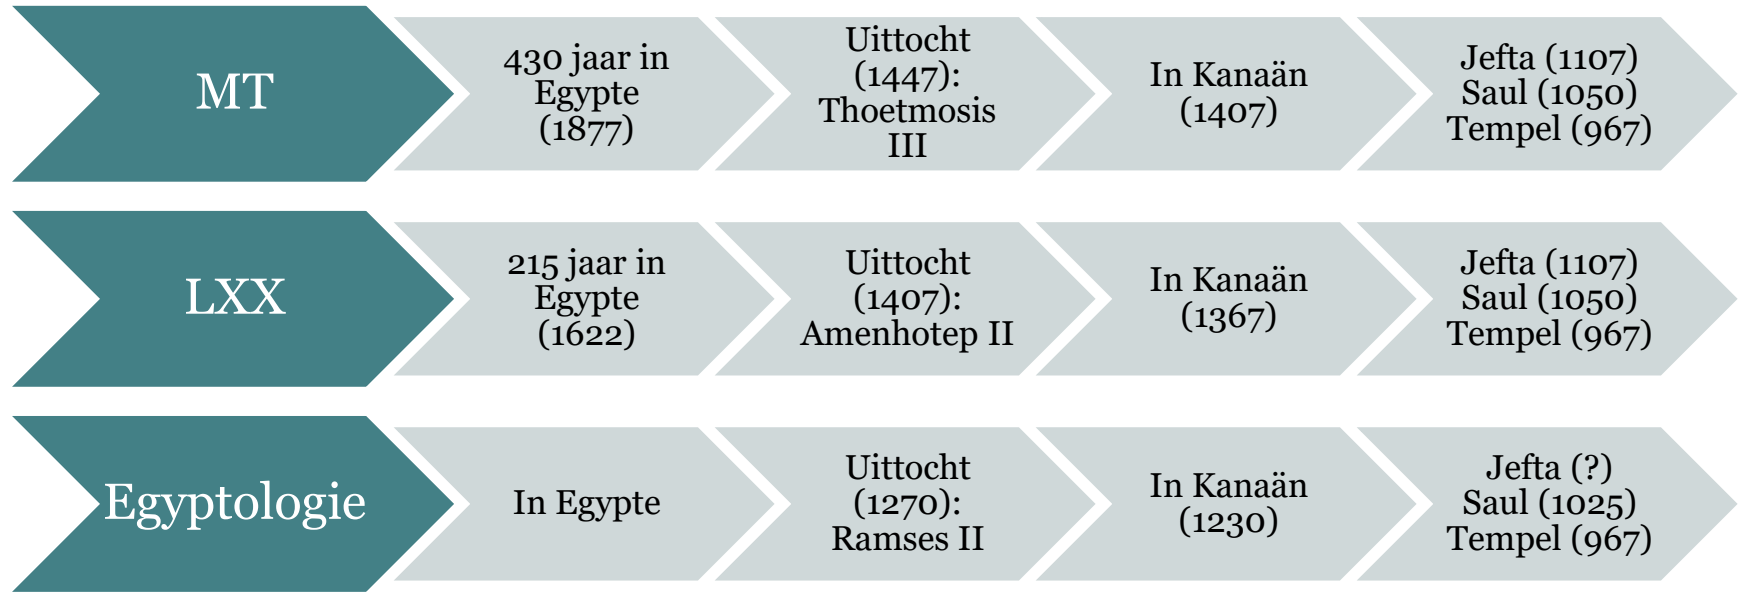 MT
430 jaar in
Egypte
(1877)
Uittocht
(1447):
Thoetmosis
III
In Kanaän
(1407)
Jefta (1107)
Saul (1050)
Tempel (967)
LXX
215 jaar in
Egypte
(1622)
Uittocht
(1407):
Amenhotep II
In Kanaän
(1367)
Jefta (1107)
Saul (1050)
Tempel (967)
Egyptologie
In Egypte
Uittocht
(1270):
Ramses II
In Kanaän
(1230)
Jefta (?)
Saul (1025)
Tempel (967)